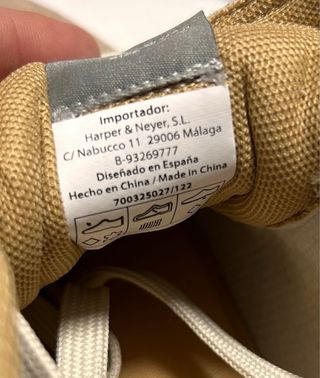 Importador:
Harper & Neyer, S.L.
C/ Nabucco 11 29006 Málaga
B-93269777
Diseñado en España
Hecho en China / Made in China
700325027/122